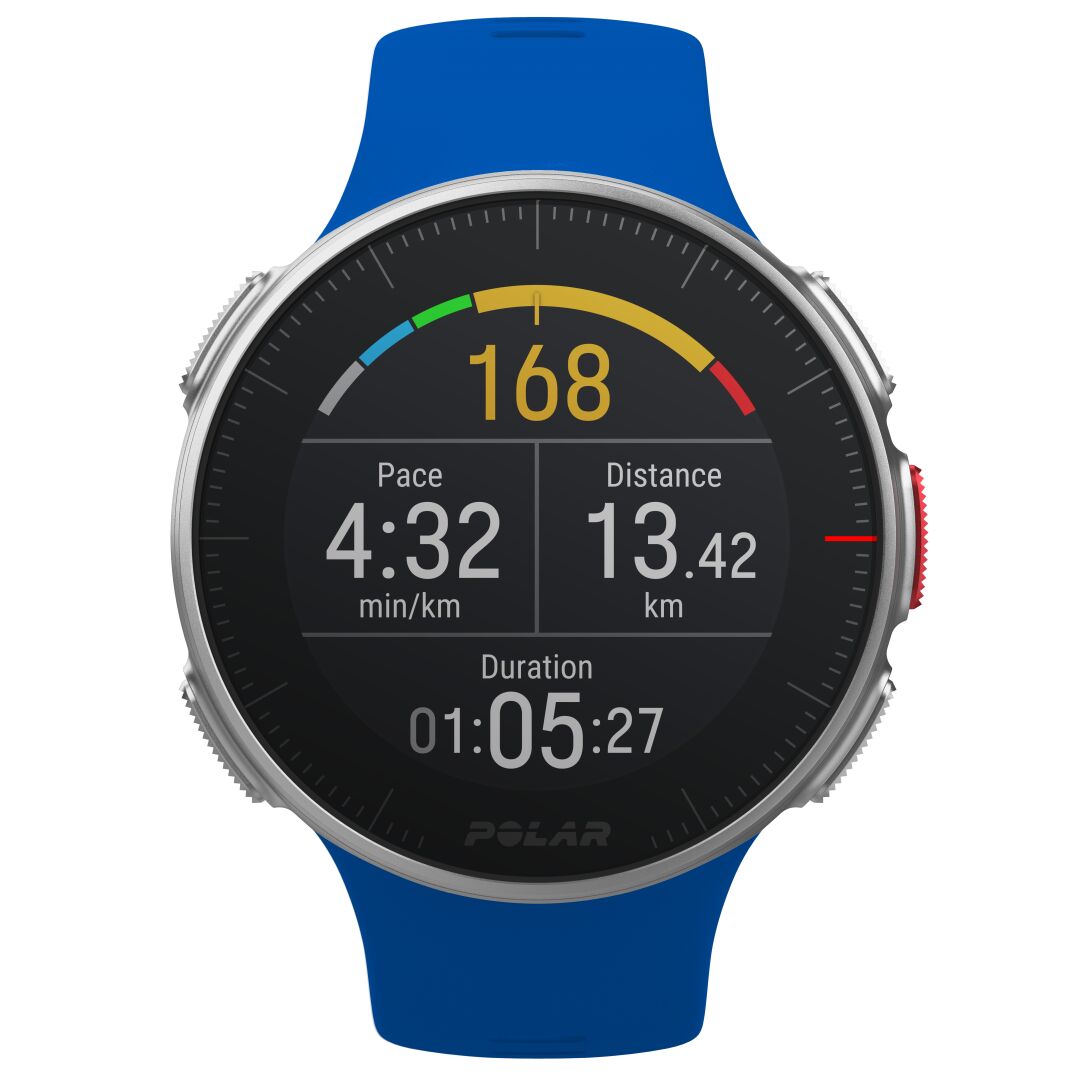 168
Pace
4:32
min/km
Distance
13.42
km
Duration
01:05:27
POLAR